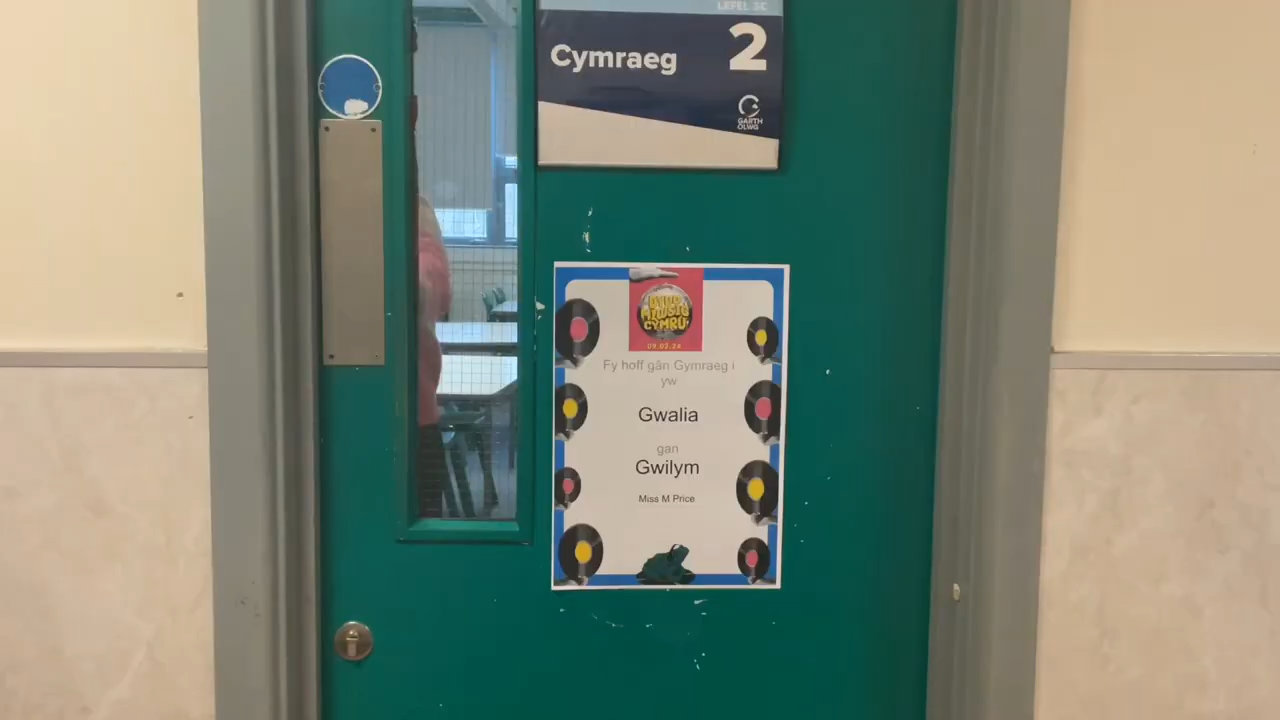 LEFEL 3C
Cymraeg 2
GARTH
OLWG
DYDD
MIWSIG
CYMRU
09.02.24
Fy hoff gân Gymraeg i
yw
Gwalia
gan
Gwilym
Miss M Price